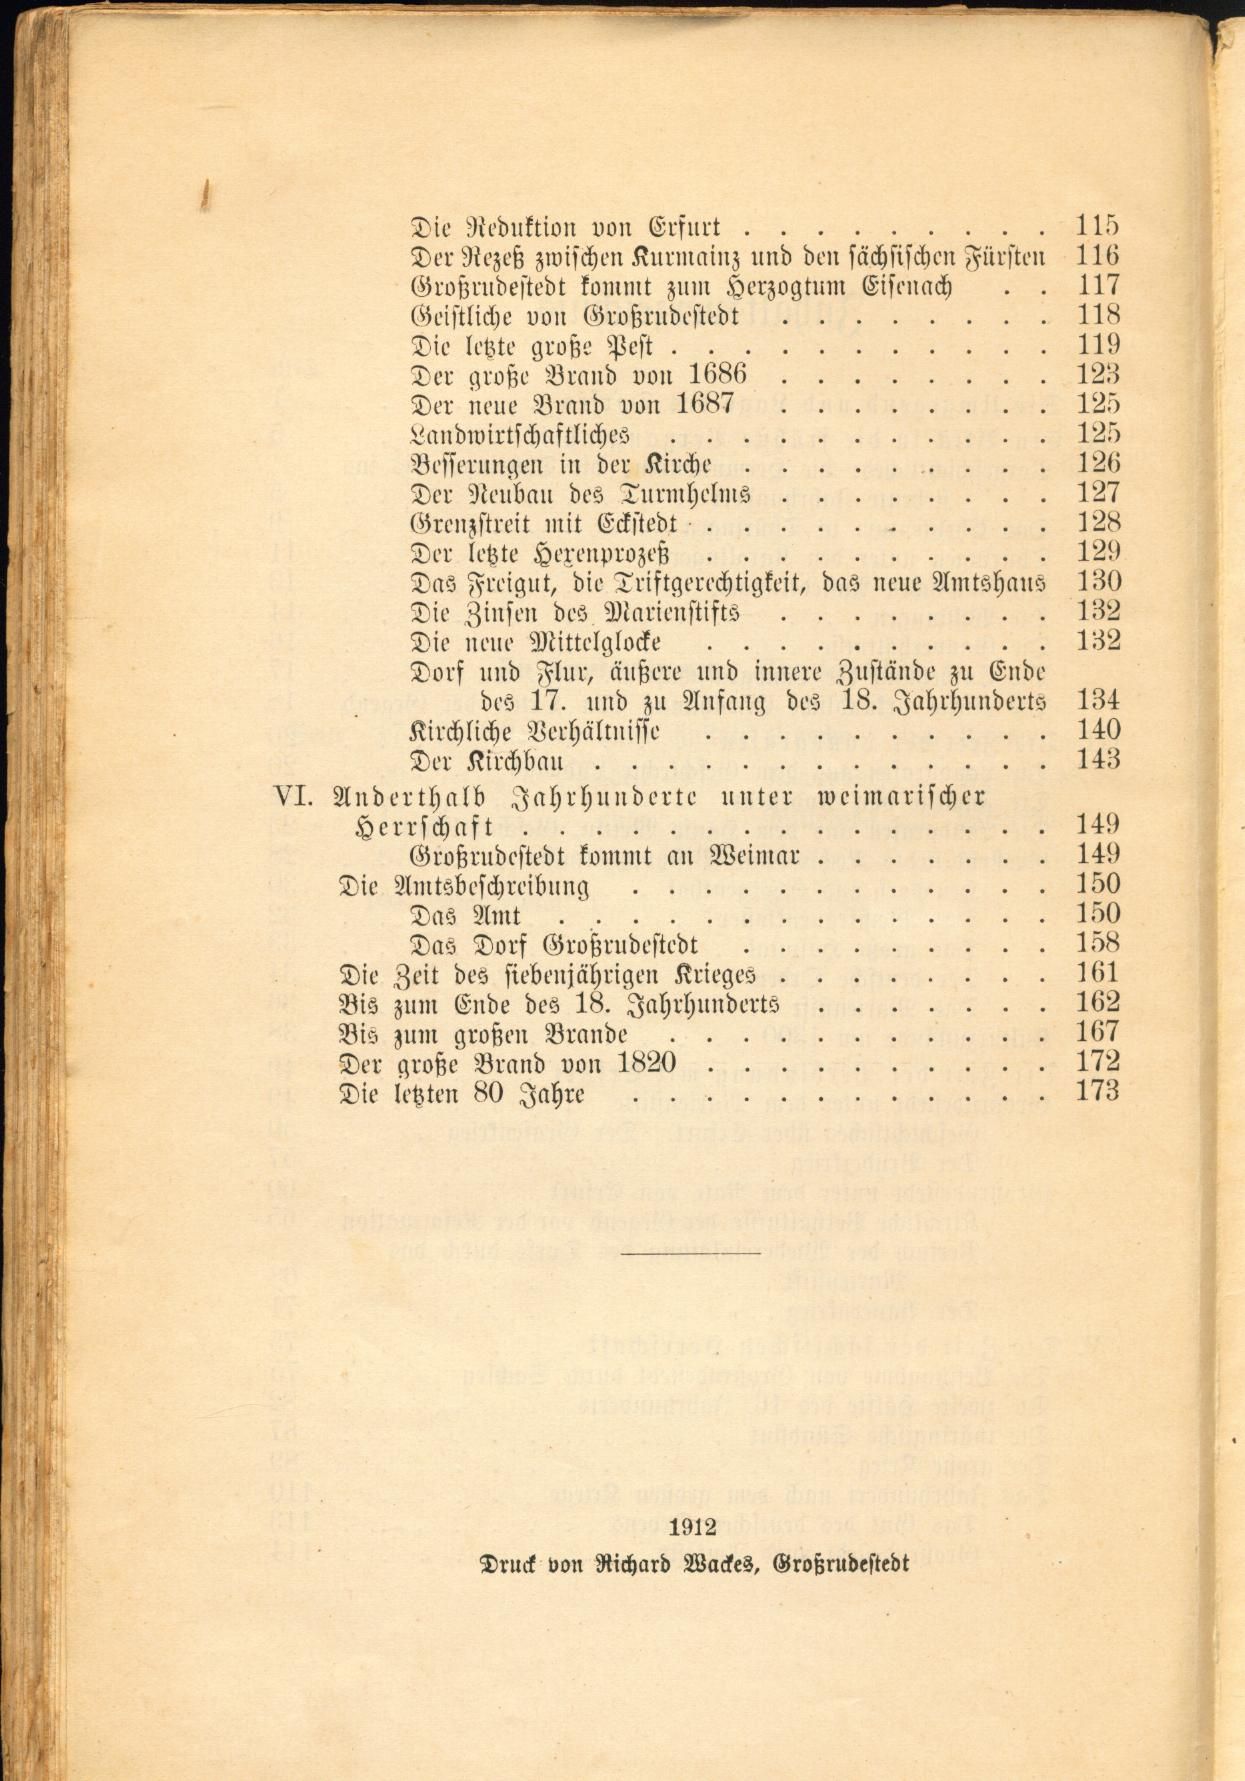 Die Reduktion von Erfurt . . . . . . . . . 115
Der Rezeß zwischen Kurmainz und den sächsischen Fürsten 116
Großrudestedt kommt zum Herzogtum Eisenach . . 117
Geistliche von Großrudestedt . . . . . . . . 118
Die letzte große Pest . . . . . . . . . . . 119
Der große Brand von 1686 . . . . . . . . 123
Der neue Brand von 1687 . . . . . . . . 125
Landwirtschaftliches . . . . . . . . . . . 125
Besserungen in der Kirche . . . . . . . . . 126
Der Neubau des Turmhelms . . . . . . . . 127
Grenzstreit mit Eckstedt . . . . . . . . . . 128
Der letzte Hexenprozeß . . . . . . . . . . 129
Das Freigut, die Triftgerechtigkeit, das neue Amtshaus 130
Die Zinsen des Marienstifts . . . . . . . . 132
Die neue Mittelglocke . . . . . . . . . . 132
Dorf und Flur, äußere und innere Zustände zu Ende
des 17. und zu Anfang des 18. Jahrhunderts 134
Kirchliche Verhältnisse . . . . . . . . . . 140
Der Kirchbau . . . . . . . . . . . . . 143
VI. Anderthalb Jahrhunderte unter weimarischer
Herrschaft . . . . . . . . . . . . . . . 149
Großrudestedt kommt an Weimar . . . . . . . 149
Die Amtsbeschreibung . . . . . . . . . . . . 150
Das Amt . . . . . . . . . . . . . . 150
Das Dorf Großrudestedt . . . . . . . . . 158
Die Zeit des siebenjährigen Krieges . . . . . . . . 161
Bis zum Ende des 18. Jahrhunderts . . . . . . . 162
Bis zum großen Brande . . . . . . . . . . . 167
Der große Brand von 1820 . . . . . . . . . . 172
Die letzten 80 Jahre . . . . . . . . . . . . 173
1912
Druck von Richard Wackes, Großrudestedt